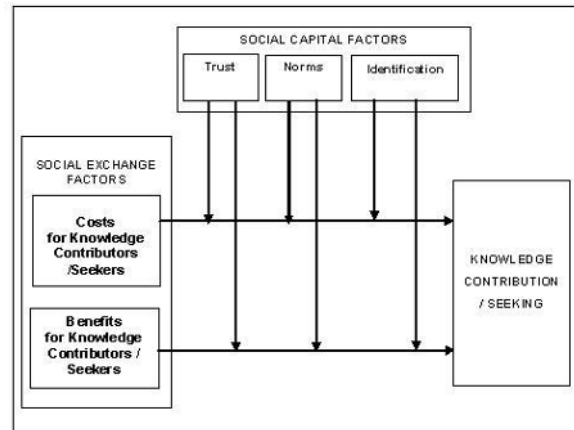 SOCIAL CAPITAL FACTORS
Trust
Norms
Identification
SOCIAL EXCHANGE
FACTORS
Costs
for Knowledge
Contributors
/Seekers
Benefits
for Knowledge
Contributors /
Seekers
KNOWLEDGE
CONTRIBUTION
/ SEEKING